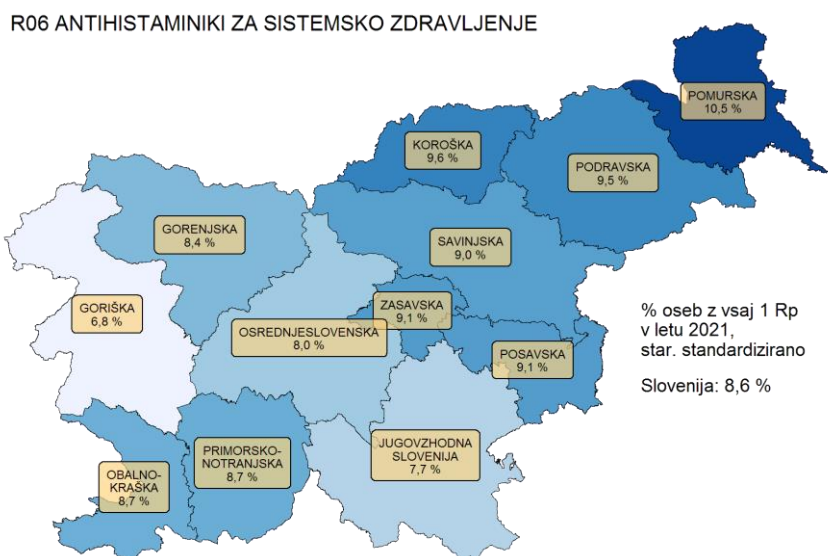 R06 ANTIHISTAMINIKI ZA SISTEMSKO ZDRAVLJENJE
POMURSKA
10,5 %
KOROŠKA
9,6 %
PODRAVSKA
9,5 %
GORENJSKA
8,4 %
SAVINJSKA
9,0 %
GORIŠKA
6,8 %
ZASAVSKA
9,1 %
OSREDNJESLOVENSKA
8,0 %
POSAVSKA
9,1 %
% oseb z vsaj 1 Rp
v letu 2021,
star. standardizirano
Slovenija: 8,6 %
JUGOVZHODNA
SLOVENIJA
7,7 %
PRIMORSKO-
NOTRANJSKA
8,7 %
OBALNO-
KRAŠKA
8,7 %